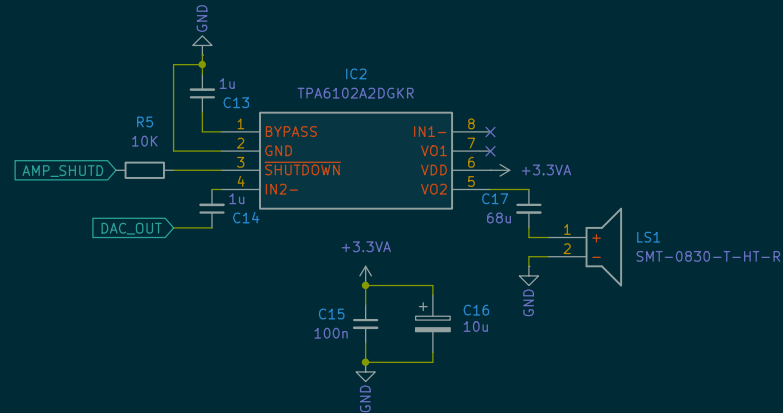 GND
1u
C13
IC2
TPA6102A2DGKR
R5
10K
1
BYPASS
IN1-
8
2
GND
VO1
7
AMP_SHUTD
3
SHUTDOWN
VDD
6
+3.3VA
4
IN2-
VO2
5
1u
C14
C17
68u
DAC_OUT
1
+
LS1
2
-
SMT-0830-T-HT-R
GND
+3.3VA
C15
100n
+
C16
10u
GND